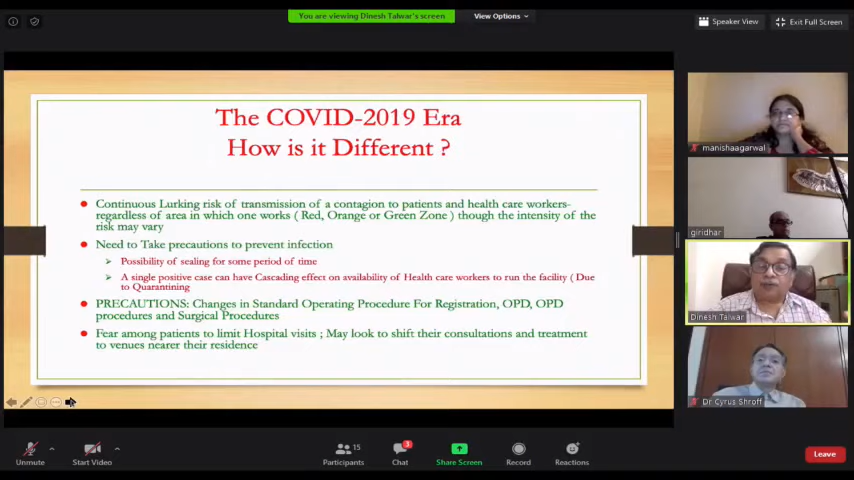 You are viewing Dinesh Talwar's screen
View Options
Speaker View
Exit Full Screen
The COVID-2019 Era
How is it Different ?
Continuous Lurking risk of transmission of a contagion to patients and health care workers-
regardless of area in which one works ( Red, Orange or Green Zone ) though the intensity of the
risk may vary
Need to Take precautions to prevent infection
Possibility of sealing for some period of time
A single positive case can have Cascading effect on availability of Health care workers to run the facility ( Due
to Quarantining
PRECAUTIONS: Changes in Standard Operating Procedure For Registration, OPD, OPD
procedures and Surgical Procedures
Fear among patients to limit Hospital visits ; May look to shift their consultations and treatment
to venues nearer their residence
manishaagarwal
giridhar
Dinesh Talwar
Dr Cyrus Shroff
Unmute
Start Video
15
Participants
3
Chat
Share Screen
Record
Reactions
Leave